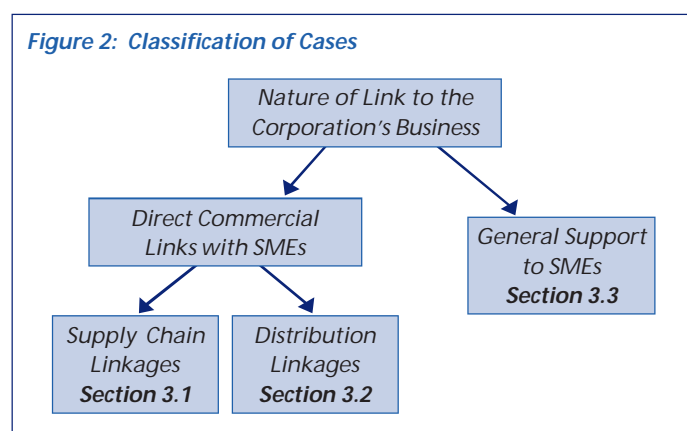 Figure 2: Classification of Cases
Nature of Link to the
Corporation's Business
Direct Commercial
Links with SMEs
General Support
to SMEs
Section 3.3
Supply Chain
Linkages
Section 3.1
Distribution
Linkages
Section 3.2